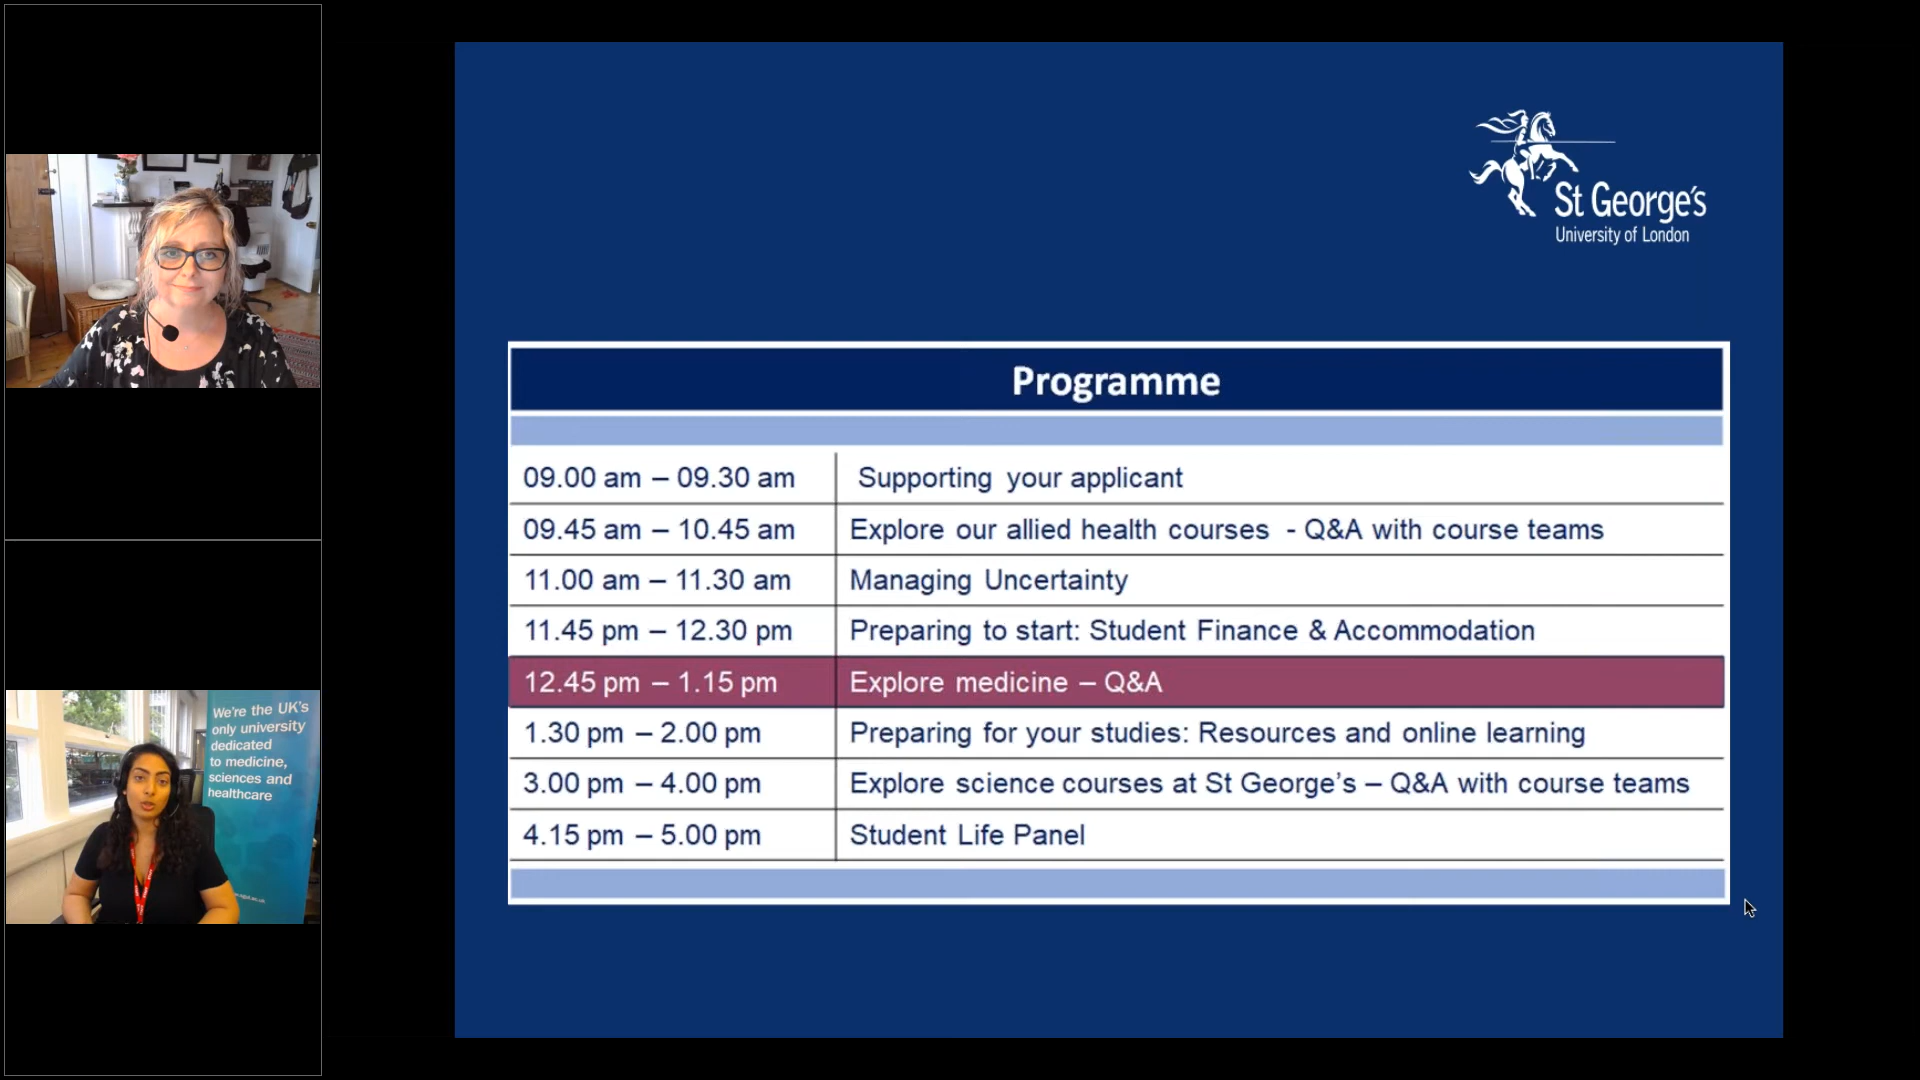 We're the UK's
only university
dedicated
to medicine,
sciences and
healthcare
St George's
University of London
Programme
09.00 am – 09.30 am Supporting your applicant
09.45 am – 10.45 am Explore our allied health courses - Q&A with course teams
11.00 am – 11.30 am Managing Uncertainty
11.45 pm – 12.30 pm Preparing to start: Student Finance & Accommodation
12.45 pm – 1.15 pm Explore medicine – Q&A
1.30 pm – 2.00 pm Preparing for your studies: Resources and online learning
3.00 pm – 4.00 pm Explore science courses at St George's – Q&A with course teams
4.15 pm – 5.00 pm Student Life Panel